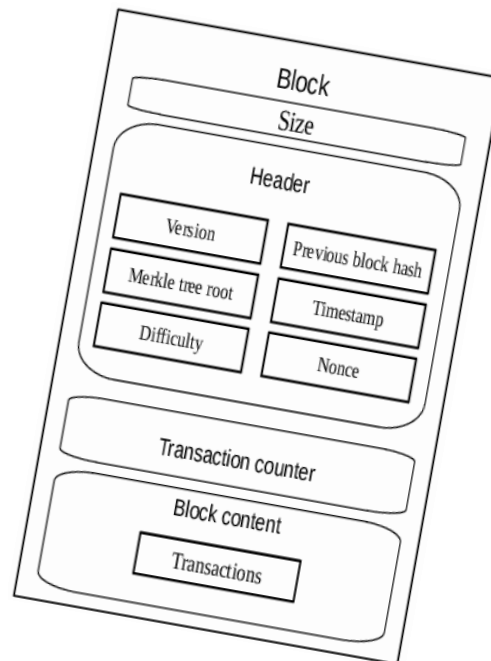 Block
Size
Header
Version
Previous block hash
Merkle tree root
Timestamp
Difficulty
Nonce
Transaction counter
Block content
Transactions